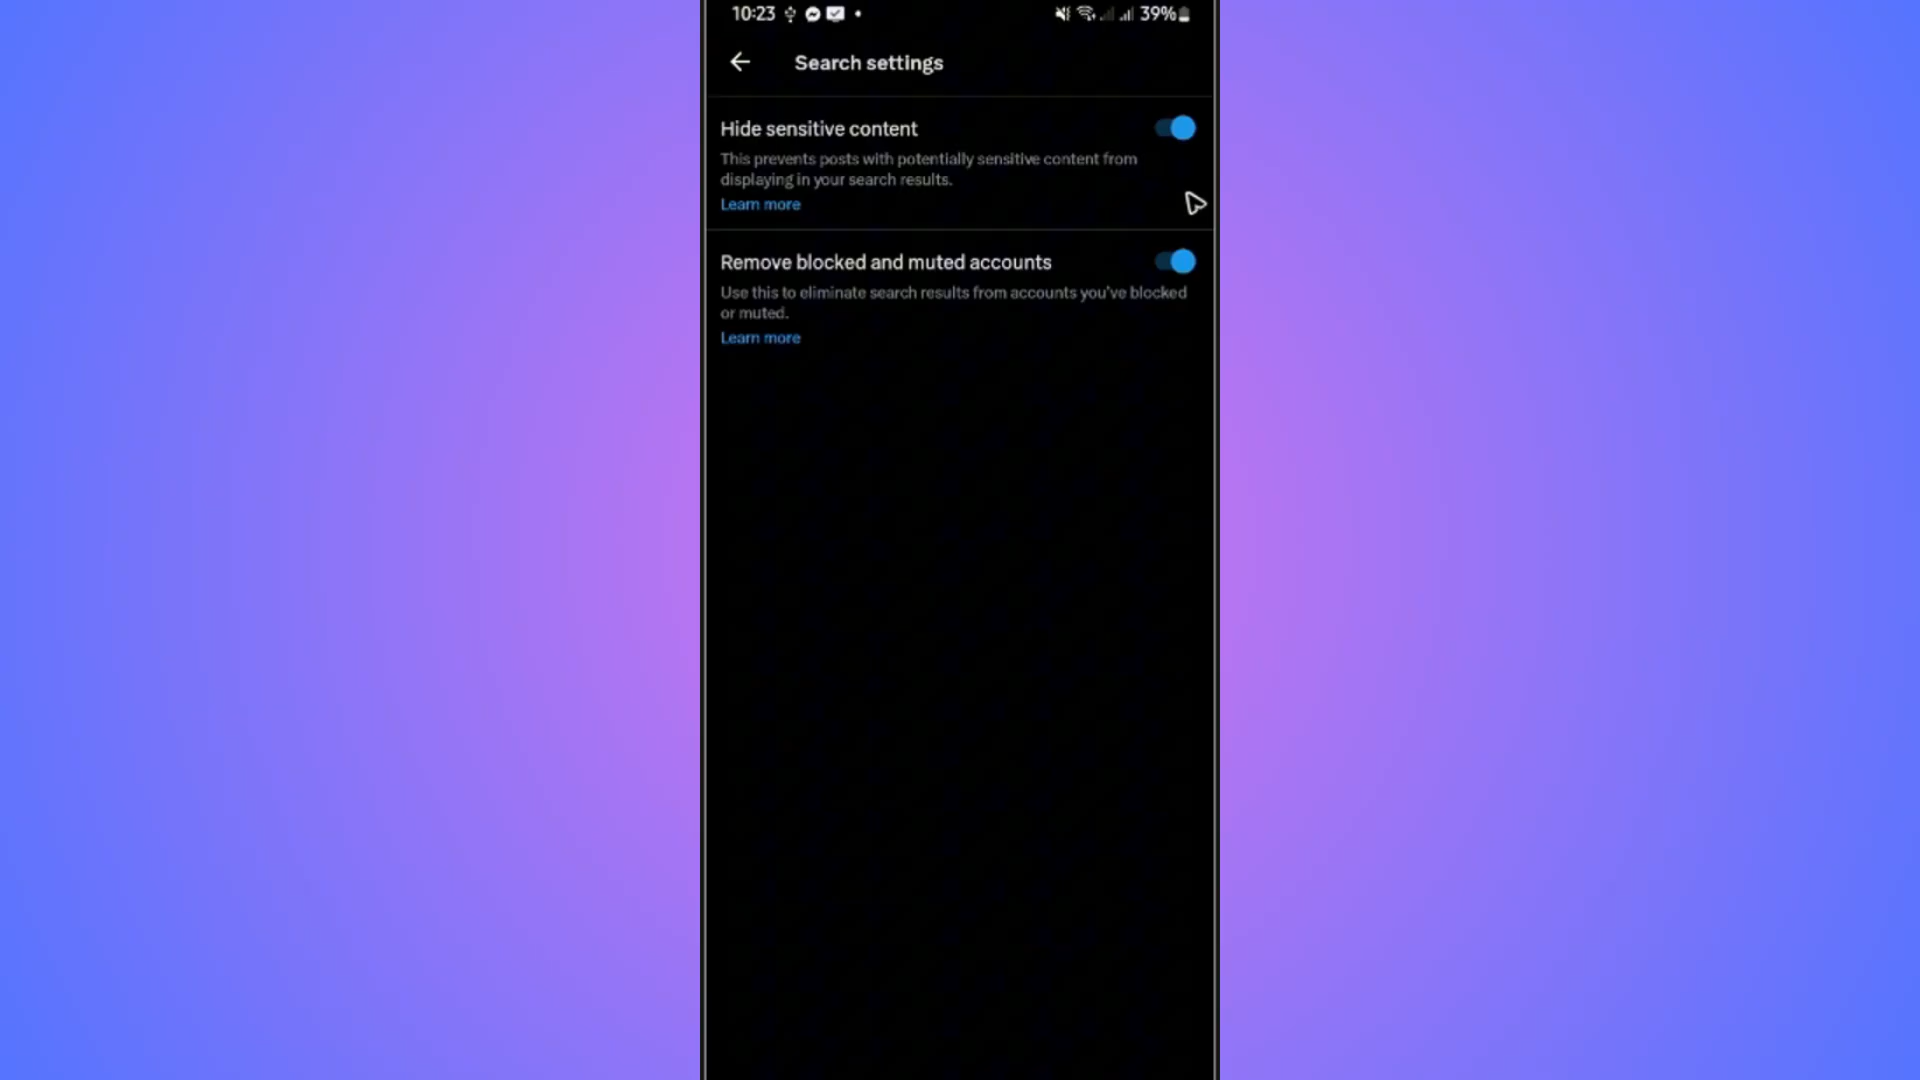 10:23
39%
Search settings
Hide sensitive content
This prevents posts with potentially sensitive content from
displaying in your search results.
Learn more
Remove blocked and muted accounts
Use this to eliminate search results from accounts you've blocked
or muted.
Learn more